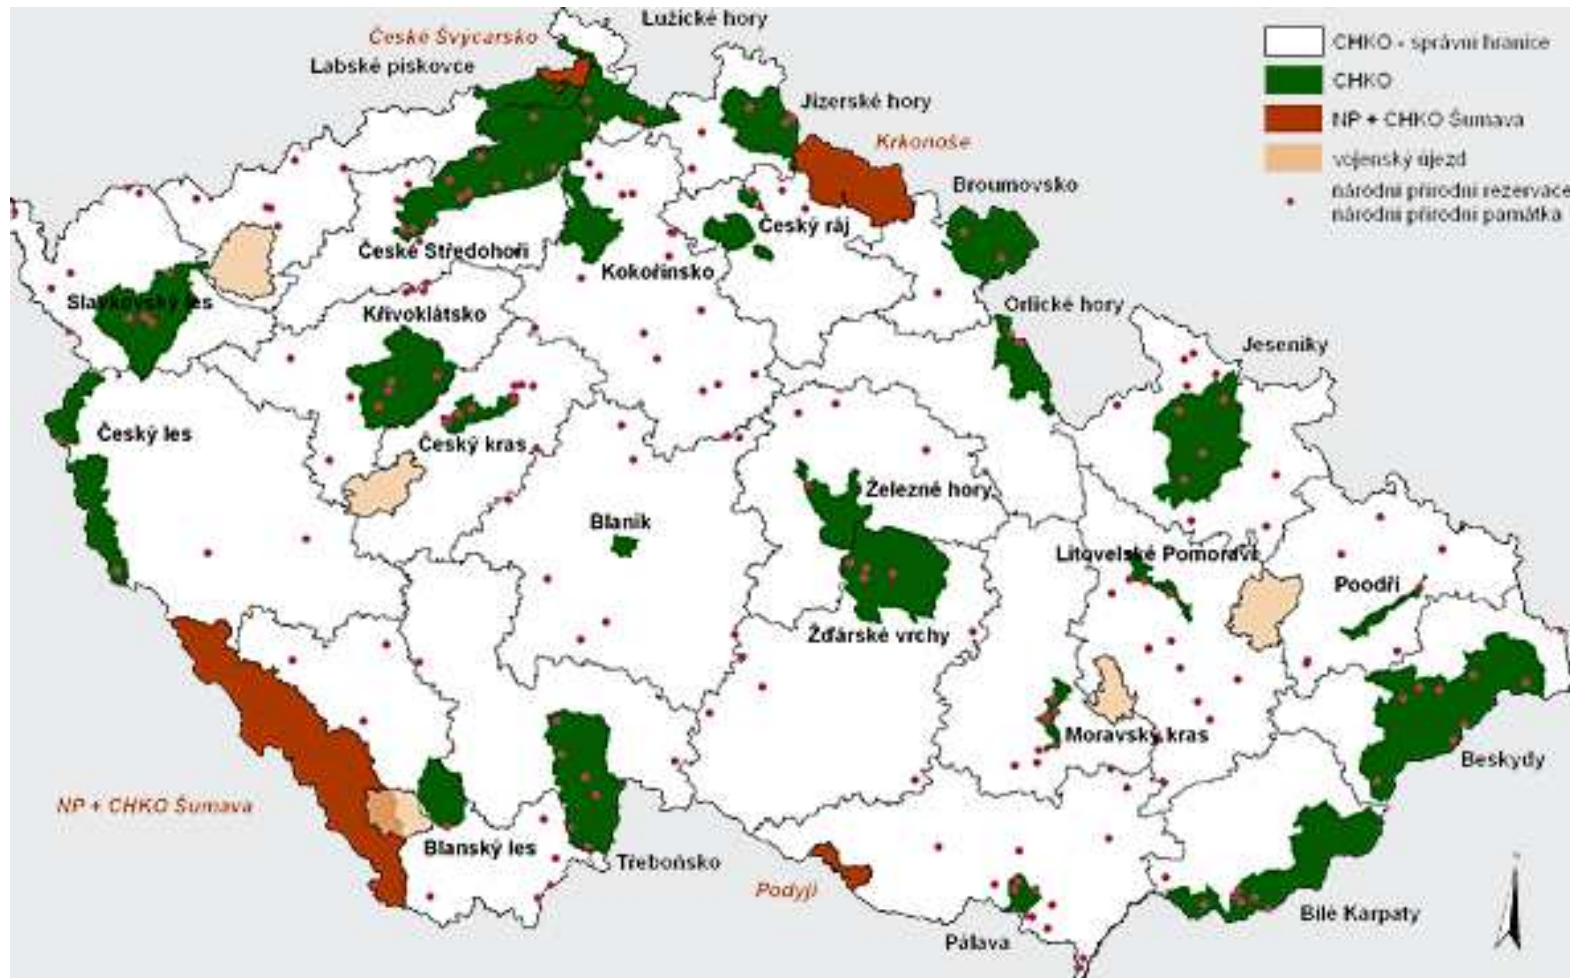 Lužické hory
České Švýcarsko
Labské pískovce
Jizerské hory
Krkonoše
Broumovsko
Český ráj
České Středohoří
Kokořínsko
Slavkovský les
Křivoklátsko
Orlické hory
Jeseníky
Český les
Český kras
Železné hory
Blaník
Litovelské Pomoraví
Poodří
Žďárské vrchy
Moravský kras
Beskydy
NP + CHKO Šumava
Blanský les
Třeboňsko
Podyjí
Pálava
Bílé Karpaty
CHKO - správní hranice
CHKO
NP + CHKO Šumava
vojenský újezd
národní přírodní rezervace
národní přírodní památka